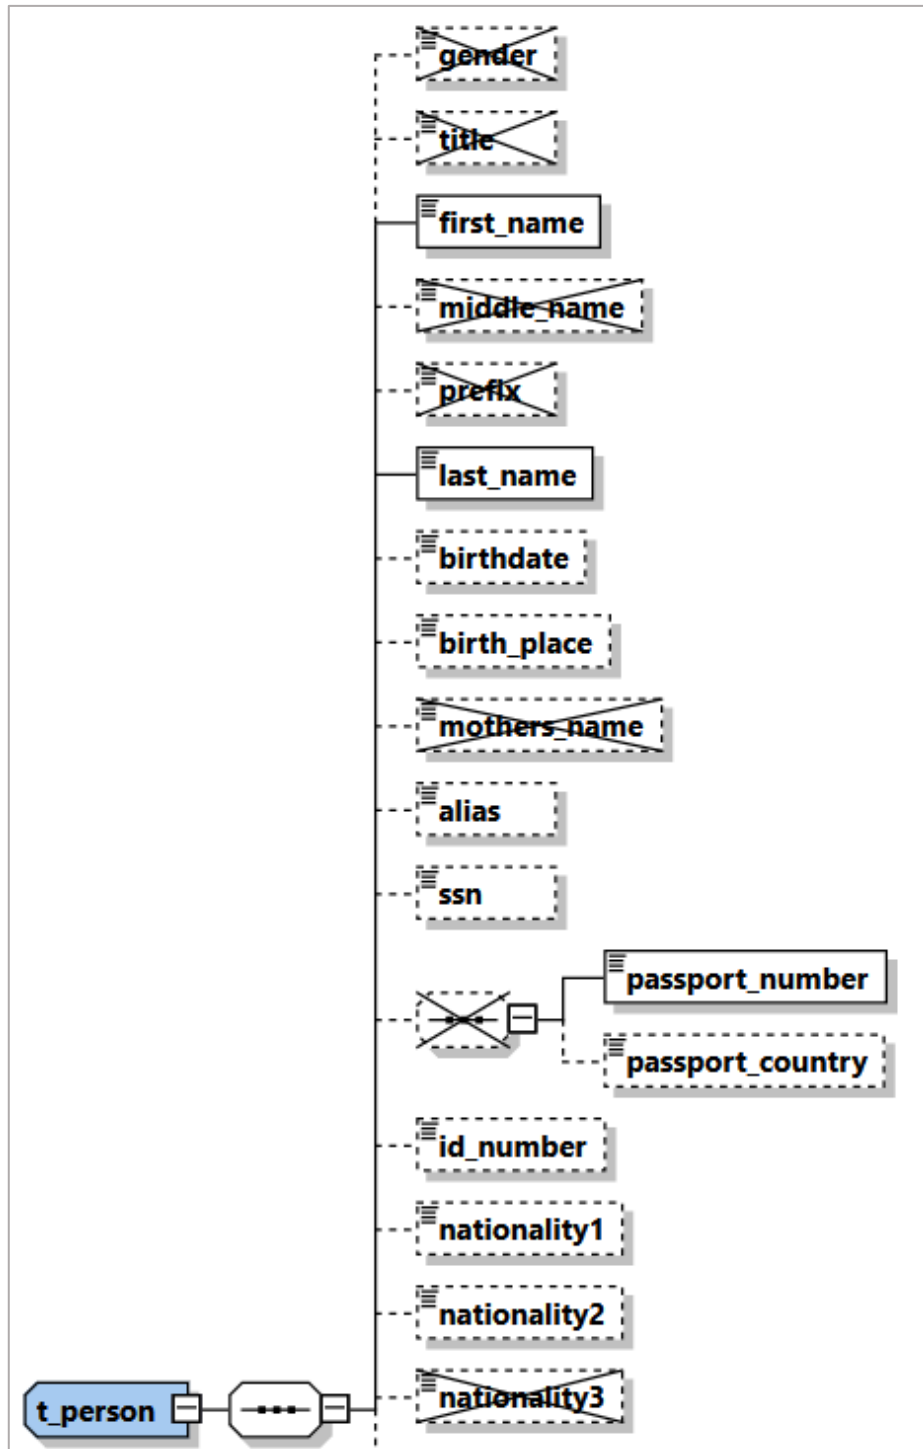 gender
title
first_name
middle_name
prefix
last_name
birthdate
birth_place
mothers_name
alias
ssn
passport_number
passport_country
id_number
nationality1
nationality2
nationality3
t_person